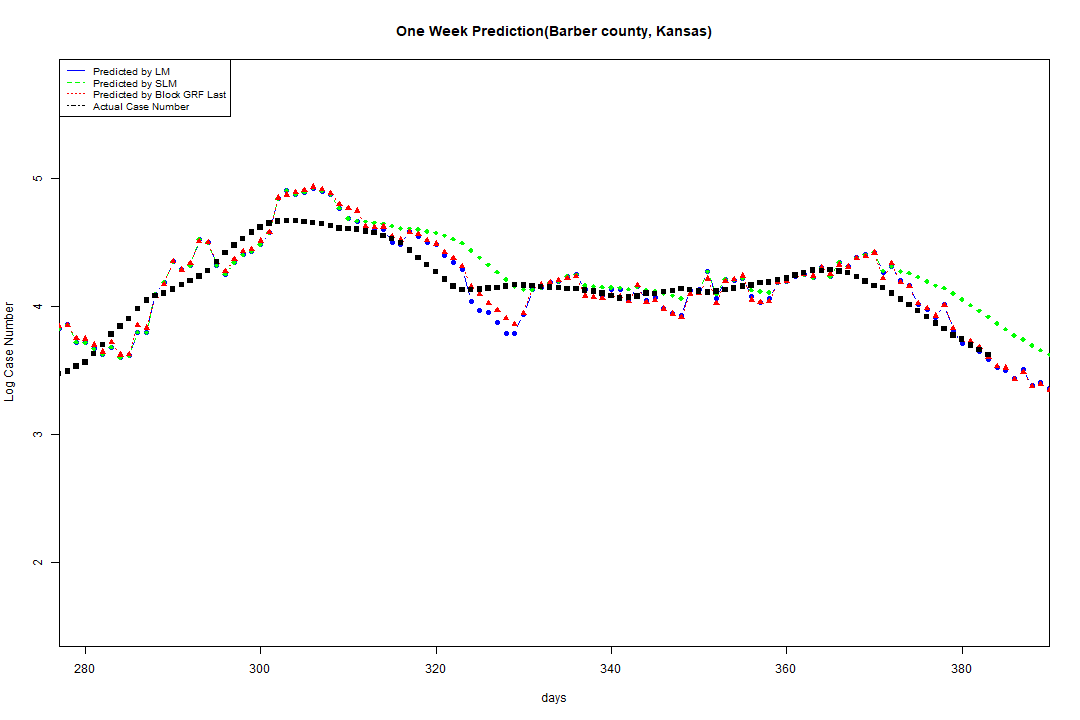 One Week Prediction(Barber county, Kansas)
Predicted by LM
Predicted by SLM
Predicted by Block GRF Last
Actual Case Number
5
4
3
2
Log Case Number
280 300 320 340 360 380
days